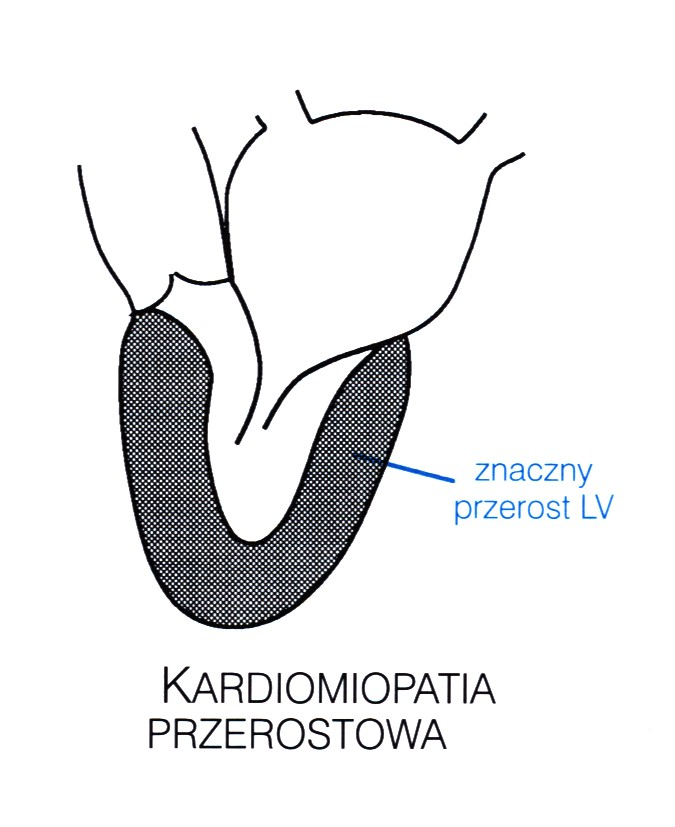 znaczny
przerost LV
KARDIOMIOPATIA
PRZEROSTOWA